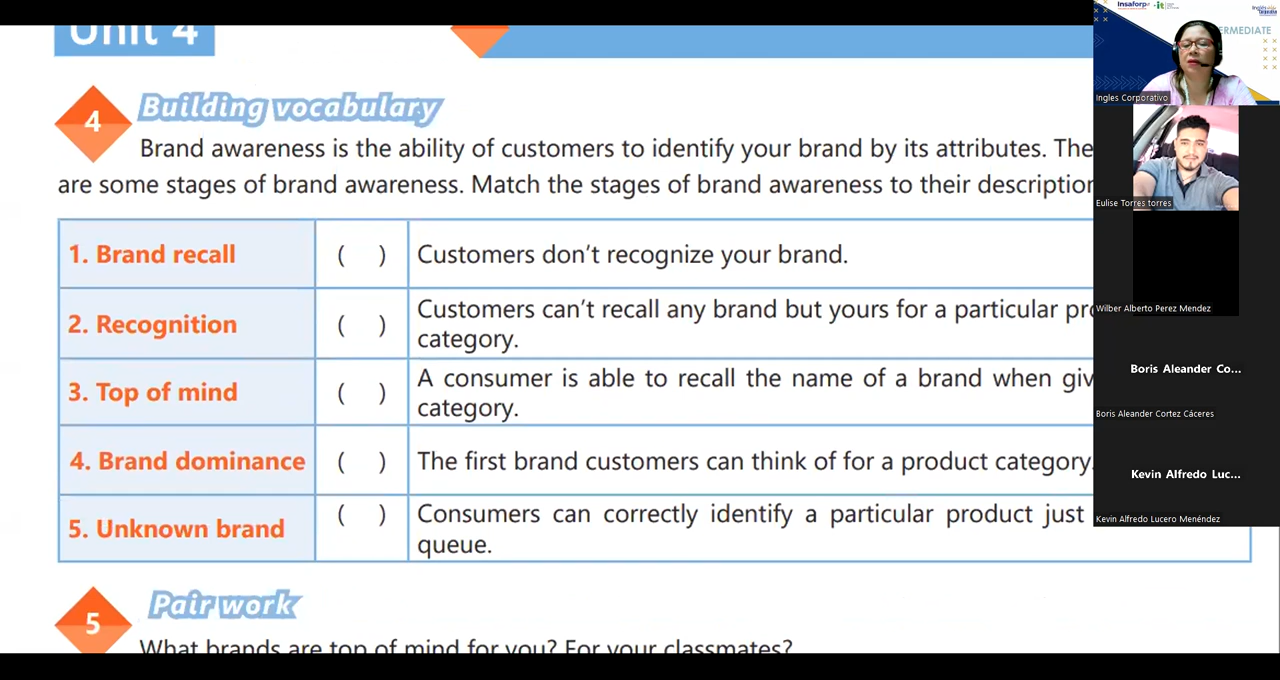 Unit 4
4 Building vocabulary
Brand awareness is the ability of customers to identify your brand by its attributes. The
are some stages of brand awareness. Match the stages of brand awareness to their description
1. Brand recall ( ) Customers don't recognize your brand.
2. Recognition ( ) Customers can't recall any brand but yours for a particular pro
category.
3. Top of mind ( ) A consumer is able to recall the name of a brand when giv
category.
4. Brand dominance ( ) The first brand customers can think of for a product category.
5. Unknown brand ( ) Consumers can correctly identify a particular product just
queue.
5 Pair work
What brands are top of mind for you? For your classmates?
Insaforp
ERMEDIATE
Ingles Corporativo
Eulise Torres torres
Wilber Alberto Perez Mendez
Boris Aleander Co...
Boris Aleander Cortez Cáceres
Kevin Alfredo Luc...
Kevin Alfredo Lucero Menéndez